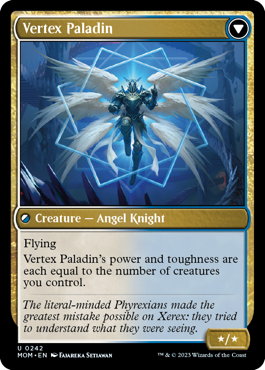 Vertex Paladin
Creature — Angel Knight
Flying
Vertex Paladin's power and toughness are
each equal to the number of creatures
you control.
The literal-minded Phyrexians made the
greatest mistake possible on Xerex: they tried
to understand what they were seeing.
*/*
U 0242
MOM • EN Fajareka Setiawan
™ & © 2023 Wizards of the Coast